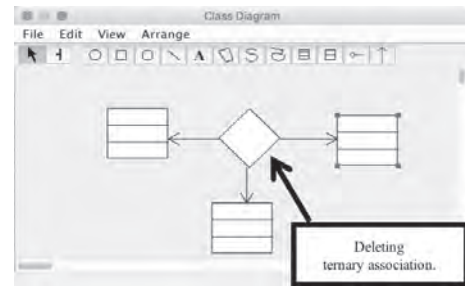 Class Diagram
File Edit View Arrange
A
Deleting
ternary association.